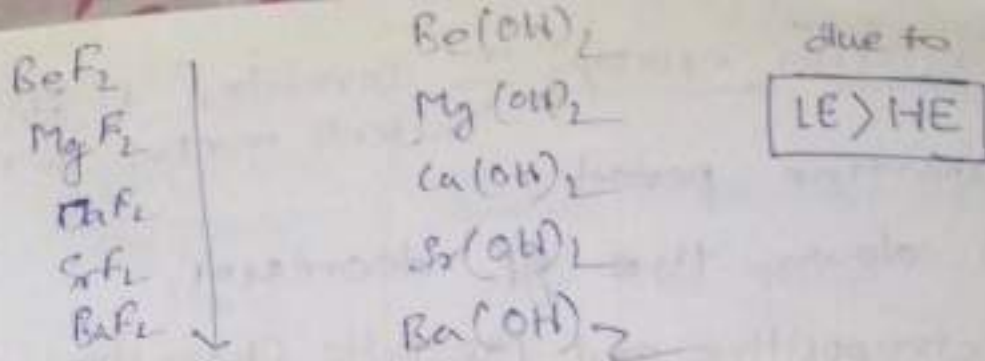 BeF2
MgF2
SrF2
BaF2
Be(OH)2
Mg(OH)2
Ca(OH)2
Sr(OH)2
Ba(OH)2
due to
LE > HE